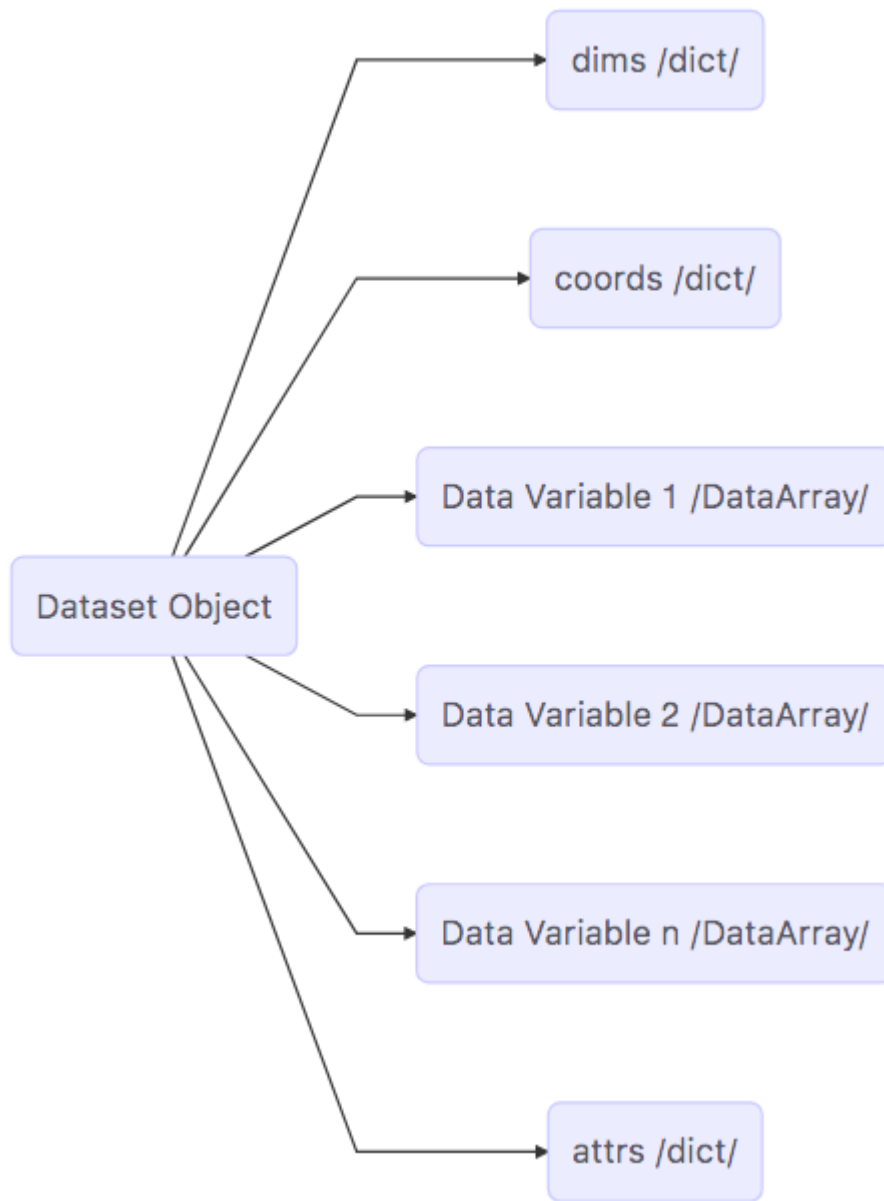 dims /dict/
coords /dict/
Data Variable 1 /DataArray/
Dataset Object
Data Variable 2 /DataArray/
Data Variable n /DataArray/
attrs /dict/